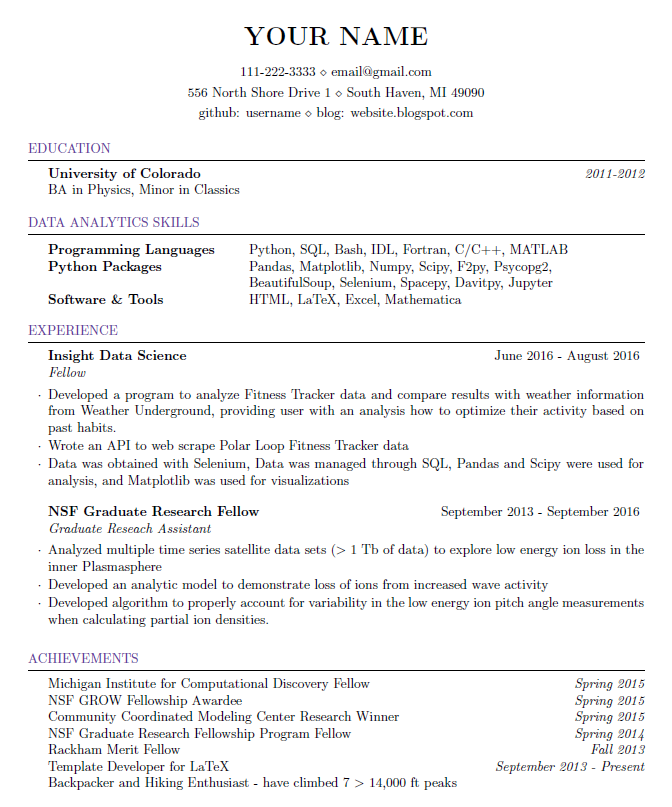 YOUR NAME
111-222-3333 ⋄ email@gmail.com
556 North Shore Drive 1 ⋄ South Haven, MI 49090
github: username ⋄ blog: website.blogspot.com
EDUCATION
University of Colorado 2011-2012
BA in Physics, Minor in Classics
DATA ANALYTICS SKILLS
Programming Languages Python, SQL, Bash, IDL, Fortran, C/C++, MATLAB
Python Packages Pandas, Matplotlib, Numpy, Scipy, F2py, Psycopg2,
BeautifulSoup, Selenium, Spacepy, Davitpy, Jupyter
Software & Tools HTML, LaTeX, Excel, Mathematica
EXPERIENCE
Insight Data Science June 2016 - August 2016
Fellow
· Developed a program to analyze Fitness Tracker data and compare results with weather information
from Weather Underground, providing user with an analysis how to optimize their activity based on
past habits.
· Wrote an API to web scrape Polar Loop Fitness Tracker data
· Data was obtained with Selenium, Data was managed through SQL, Pandas and Scipy were used for
analysis, and Matplotlib was used for visualizations
NSF Graduate Research Fellow September 2013 - September 2016
Graduate Reseach Assistant
· Analyzed multiple time series satellite data sets (> 1 Tb of data) to explore low energy ion loss in the
inner Plasmasphere
· Developed an analytic model to demonstrate loss of ions from increased wave activity
· Developed algorithm to properly account for variability in the low energy ion pitch angle measurements
when calculating partial ion densities.
ACHIEVEMENTS
Michigan Institute for Computational Discovery Fellow Spring 2015
NSF GROW Fellowship Awardee Spring 2015
Community Coordinated Modeling Center Research Winner Spring 2015
NSF Graduate Research Fellowship Program Fellow Spring 2014
Rackham Merit Fellow Fall 2013
Template Developer for LaTeX September 2013 - Present
Backpacker and Hiking Enthusiast - have climbed 7 > 14,000 ft peaks